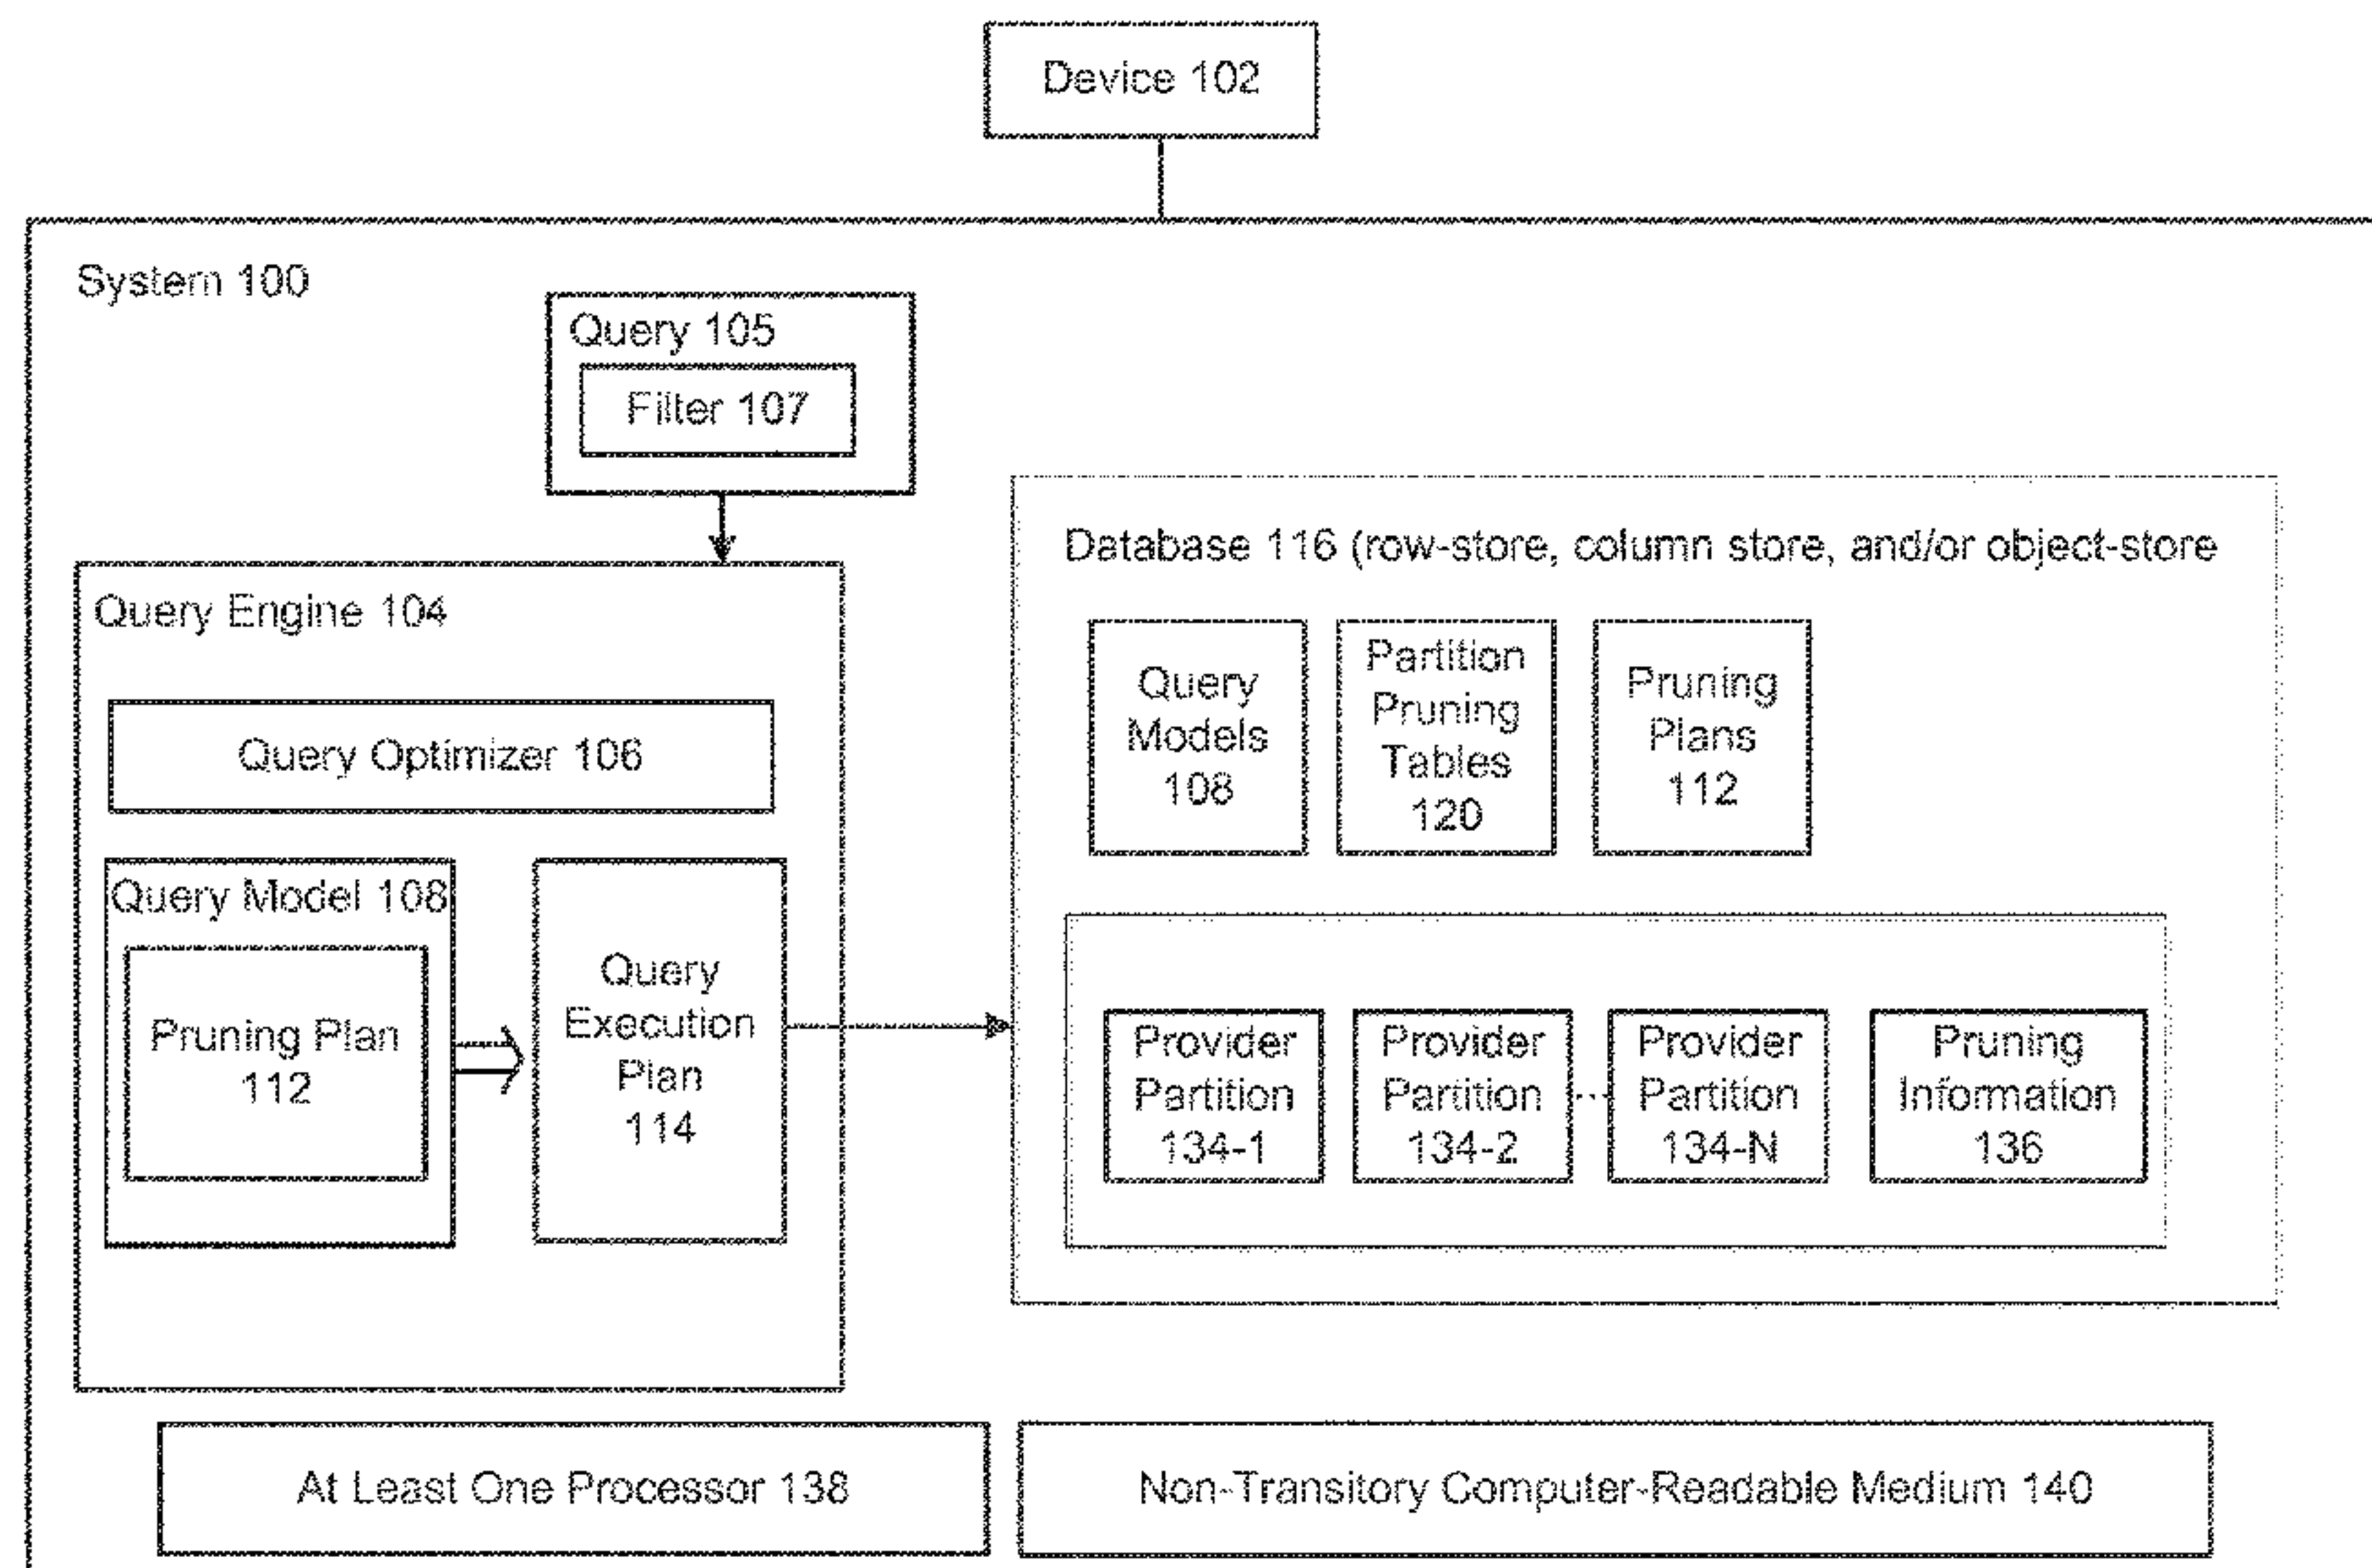 Device 102
System 100
Query 105
Filter 107
Query Engine 104
Query Optimizer 106
Query Model 108
Pruning Plan
112
Query
Execution
Plan
114
Database 116 (row-store, column store, and/or object-store
Query
Models
108
Partition
Pruning
Tables
120
Pruning
Plans
112
Provider
Partition
134-1
Provider
Partition
134-2
Provider
Partition
134-N
Pruning
Information
136
At Least One Processor 138
Non-Transitory Computer-Readable Medium 140